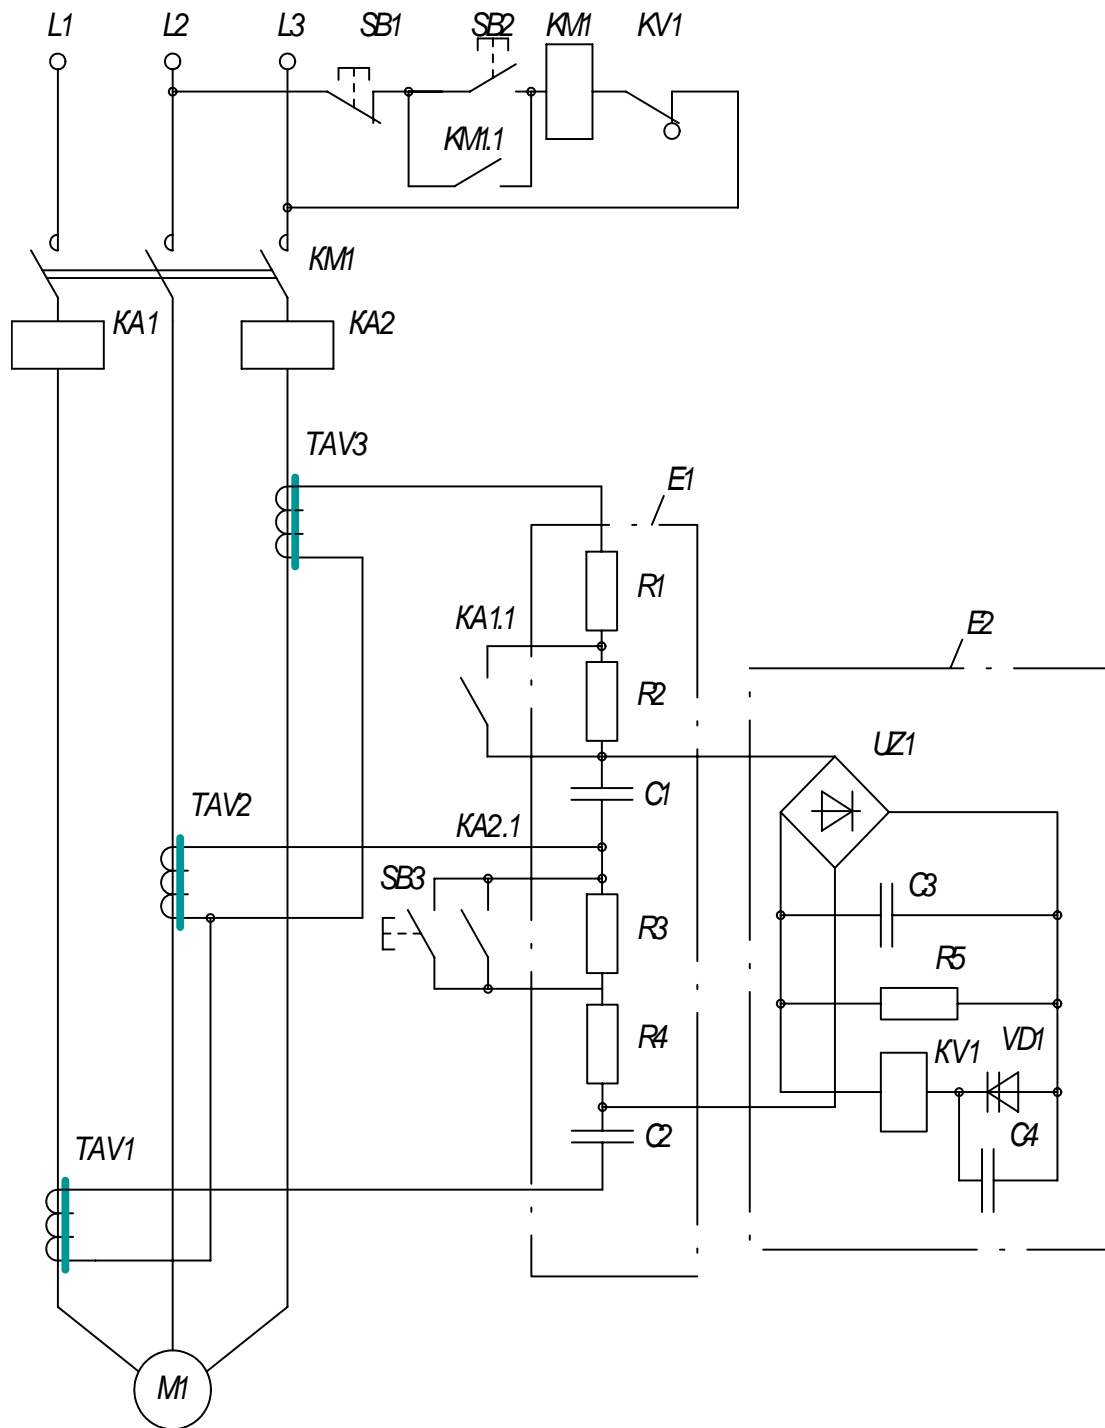 L1 L2 L3 SB1 SB2 KM1 KV1
KM1.1
KM1
KA1 KA2
TAV3
E1
R1
KA1.1
E2
R2
UZ1
C1
TAV2
KA2.1
SB3
C3
R3
R5
R4
KV1
VD1
C4
C2
TAV1
M1